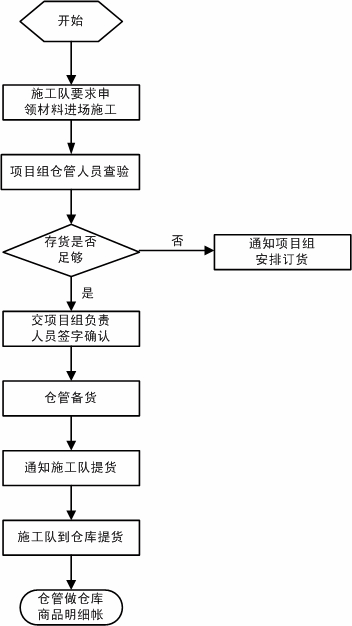 开始
施工队要求申
领材料进场施工
项目组仓管人员查验
存货是否
足够
否
通知项目组
安排订货
是
交项目组负责
人员签字确认
仓管备货
通知施工队提货
施工队到仓库提货
仓管做仓库
商品明细帐